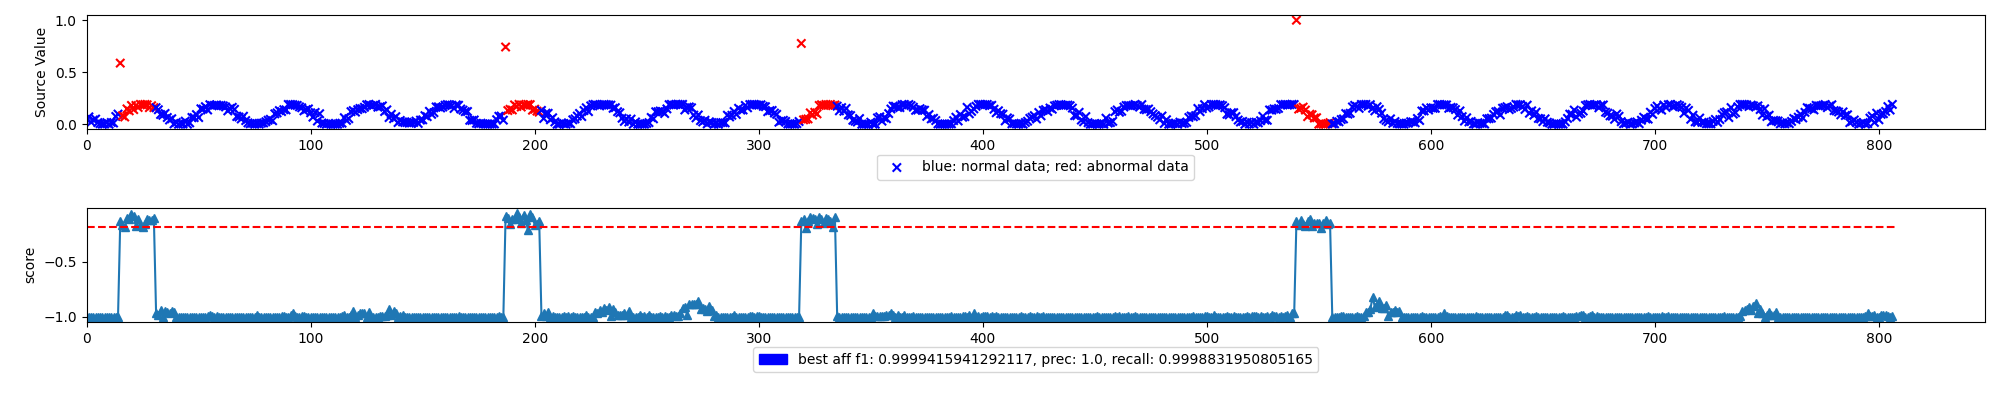 Source Value
1.0
0.5
0.0
0 100 200 300 400 500 600 700 800
blue: normal data; red: abnormal data
score
−0.5
−1.0
0 100 200 300 400 500 600 700 800
best aff f1: 0.9999415941292117, prec: 1.0, recall: 0.9998831950805165